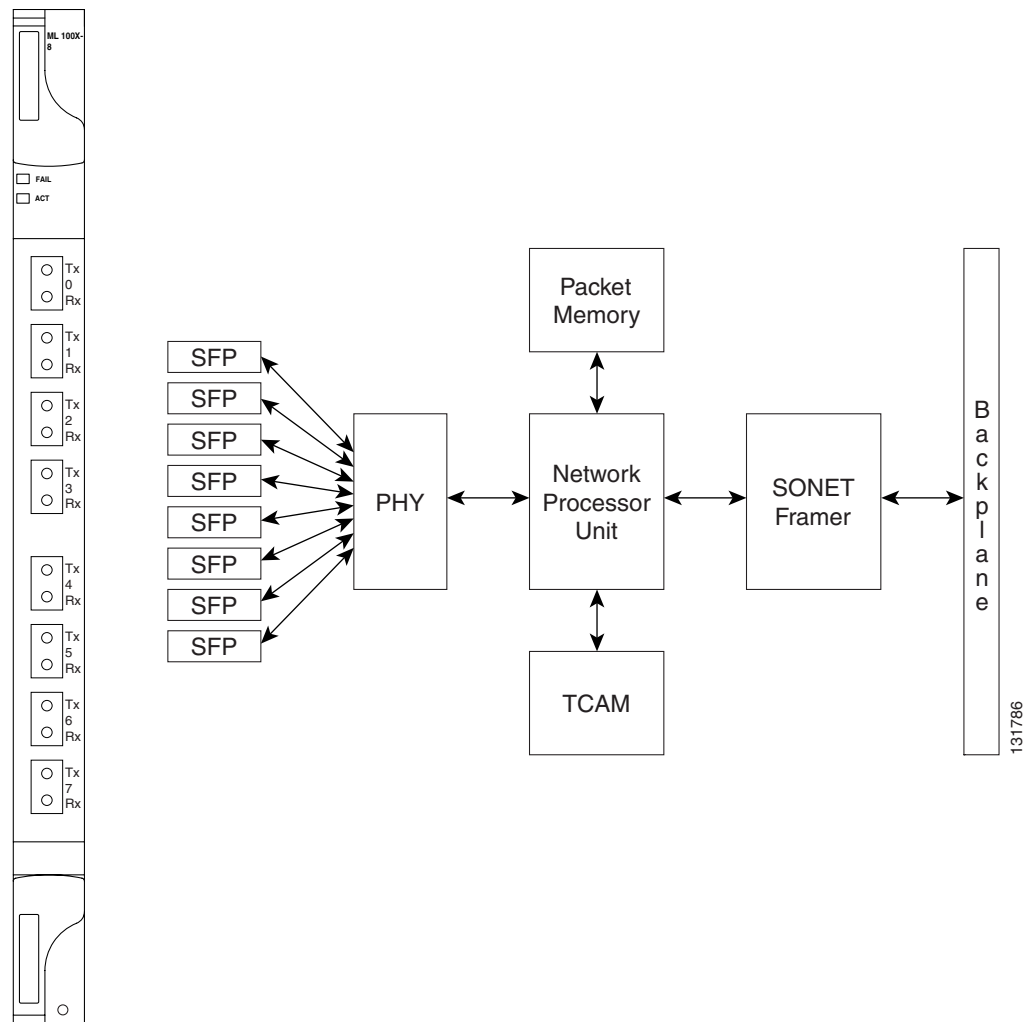 ML 100X-
8
FAIL
ACT
Tx
0
Rx
Tx
1
Rx
Tx
2
Rx
Tx
3
Rx
Tx
4
Rx
Tx
5
Rx
Tx
6
Rx
Tx
7
Rx
SFP
SFP
SFP
SFP
SFP
SFP
SFP
SFP
PHY
Packet
Memory
Network
Processor
Unit
TCAM
SONET
Framer
Backplane
131786